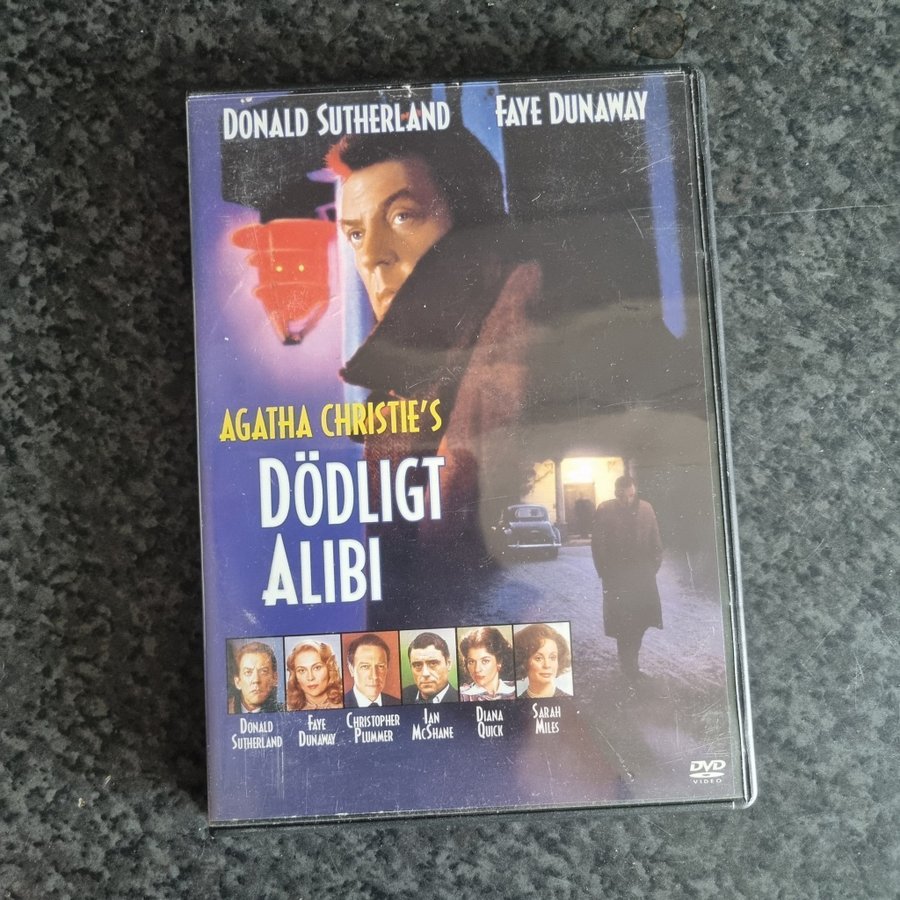 DONALD SUTHERLAND FAYE DUNAWAY
AGATHA CHRISTIE'S
DÖDLIGT
ALIBI
DONALD SUTHERLAND
FAYE DUNAWAY
CHRISTOPHER PLUMMER
IAN MCSHANE
DIANA QUICK
SARAH MILES
DVD
VIDEO